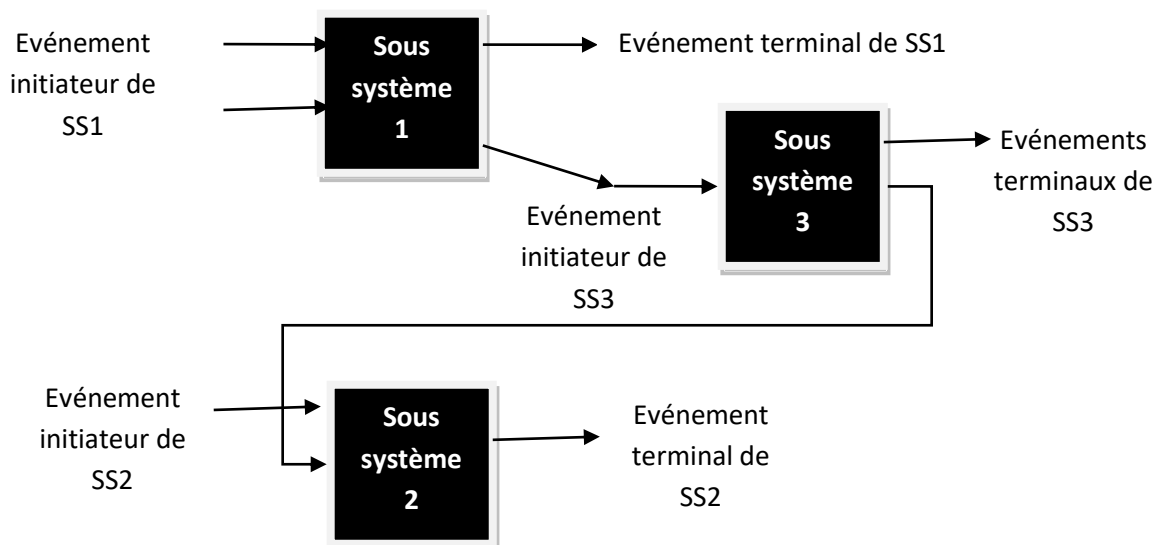 Evénement
initiateur de
SS1
Sous
système
1
Evénement terminal de SS1
Evénement
initiateur de
SS3
Sous
système
3
Evénements
terminaux de
SS3
Evénement
initiateur de
SS2
Sous
système
2
Evénement
terminal de
SS2